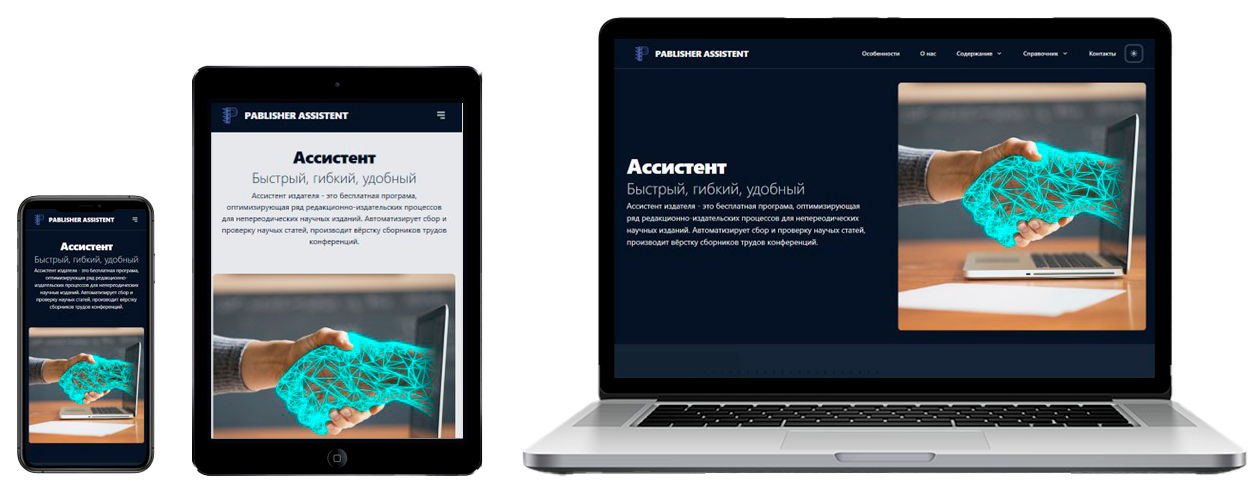 PABLISHER ASSISTENT
Ассистент
Быстрый, гибкий, удобный
Ассистент издателя - это бесплатная програма,
оптимизирующая ряд редакционно-
издательских процессов для непереодических
научных изданий. Автоматизирует сбор и
проверку научых статей, производит вёрстку
сборников трудов конференций.
PABLISHER ASSISTENT
Ассистент
Быстрый, гибкий, удобный
Ассистент издателя - это бесплатная програма,
оптимизирующая ряд редакционно-издательских процессов
для непереодических научных изданий. Автоматизирует сбор и
проверку научых статей, производит вёрстку сборников трудов
конференций.
PABLISHER ASSISTENT
Особенности
О нас
Содержание
Справочник
Контакты
Ассистент
Быстрый, гибкий, удобный
Ассистент издателя - это бесплатная програма, оптимизирующая
ряд редакционно-издательских процессов для непереодических
научных изданий. Автоматизирует сбор и проверку научых статей,
производит вёрстку сборников трудов конференций.